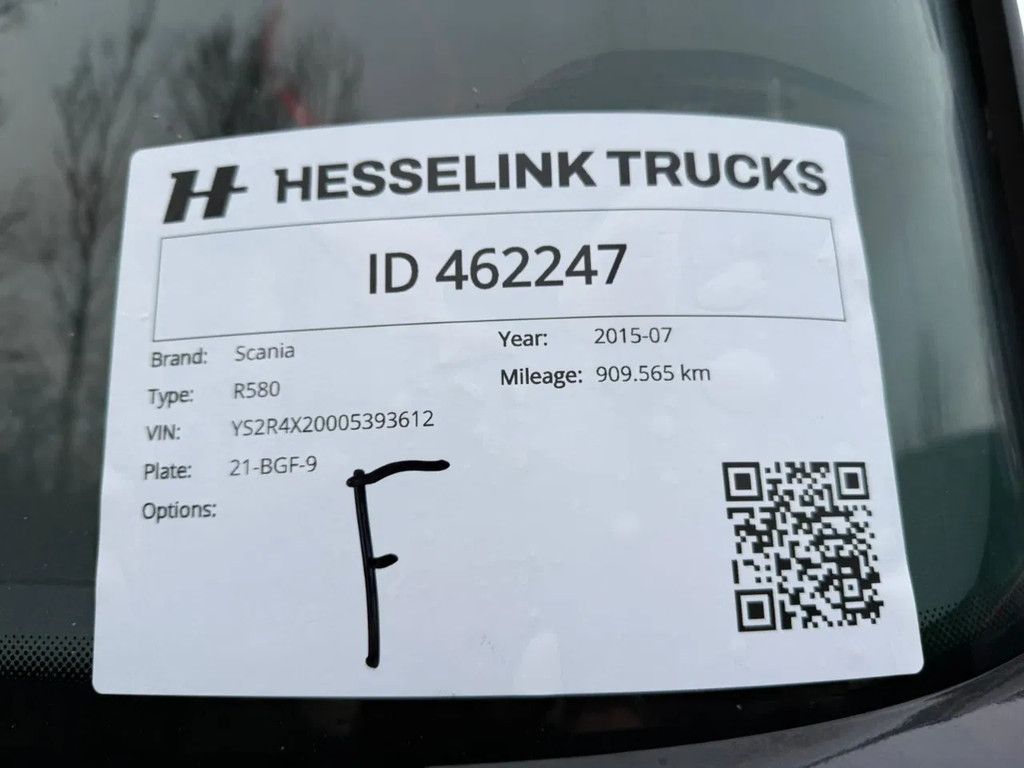 H HESSELINK TRUCKS
ID 462247
Brand: Scania
Year: 2015-07
Type: R580
Mileage: 909.565 km
VIN: YS2R4X20005393612
Plate: 21-BGF-9
Options:
F